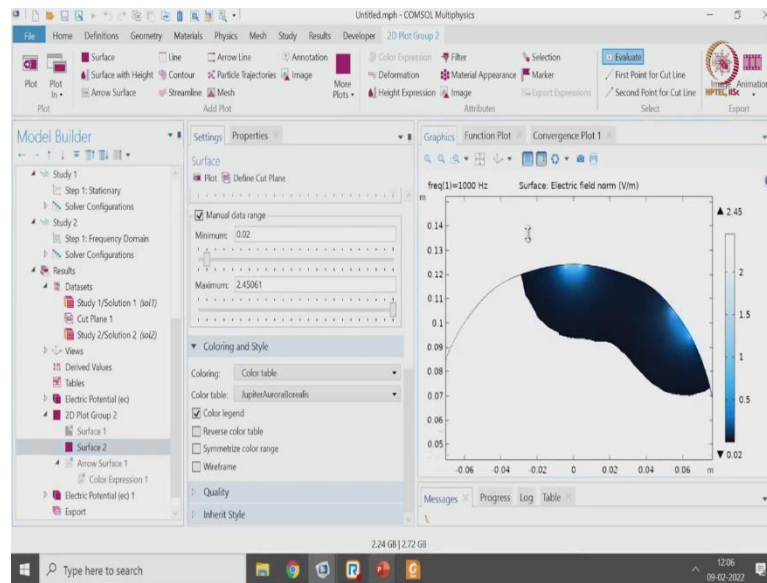 Untitled.mph - COMSOL Multiphysics
File Home Definitions Geometry Materials Physics Mesh Study Results Developer 2D Plot Group 2
Plot
Plot In
Plot
Surface
Surface with Height
Arrow Surface
Line
Contour
Streamline
Arrow Line
Particle Trajectories
Mesh
Annotation
Image
More Plots
Add Plot
Color Expression
Deformation
Height Expression
Filter
Material Appearance
Image
Selection
Marker
Export Expressions
Attributes
Evaluate
First Point for Cut Line
Second Point for Cut Line
Select
Image
Animation
NPTEL, IISc
Export
Model Builder
Study 1
Step 1: Stationary
Solver Configurations
Study 2
Step 1: Frequency Domain
Solver Configurations
Results
Datasets
Study 1/Solution 1 (sol1)
Cut Plane 1
Study 2/Solution 2 (sol2)
Views
Derived Values
Tables
Electric Potential (ec)
2D Plot Group 2
Surface 1
Surface 2
Arrow Surface 1
Color Expression 1
Electric Potential (ec) 1
Export
Settings Properties
Surface
Plot Define Cut Plane
Manual data range
Minimum: 0.02
Maximum: 2.45061
Coloring and Style
Coloring: Color table
Color table: JupiterAuroraBorealis
Color legend
Reverse color table
Symmetrize color range
Wireframe
Quality
Inherit Style
Graphics Function Plot Convergence Plot 1
freq(1)=1000 Hz Surface: Electric field norm (V/m)
m
0.14
0.13
0.12
0.11
0.1
0.09
0.08
0.07
0.06
0.05
-0.06 -0.04 -0.02 0 0.02 0.04 0.06 m
2.45
2
1
0.5
0.02
Messages Progress Log Table
2.24 GB | 2.72 GB
Type here to search
12:06
09-02-2022